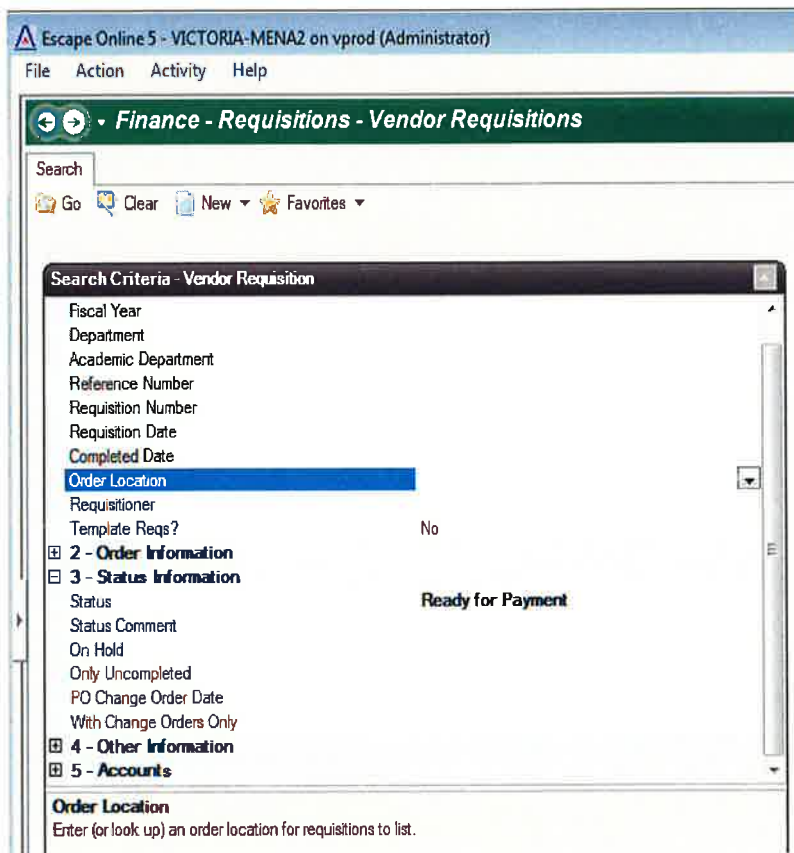 Escape Online 5 - VICTORIA-MENA2 on vprod (Administrator)
File Action Activity Help
Finance - Requisitions - Vendor Requisitions
Search
Go Clear New Favorites
Search Criteria - Vendor Requisition
Fiscal Year
Department
Academic Department
Reference Number
Requisition Number
Requisition Date
Completed Date
Order Location
Requisitioner
Template Reqs? No
2 - Order Information
3 - Status Information
Status Ready for Payment
Status Comment
On Hold
Only Uncompleted
PO Change Order Date
With Change Orders Only
4 - Other Information
5 - Accounts
Order Location
Enter (or look up) an order location for requisitions to list.